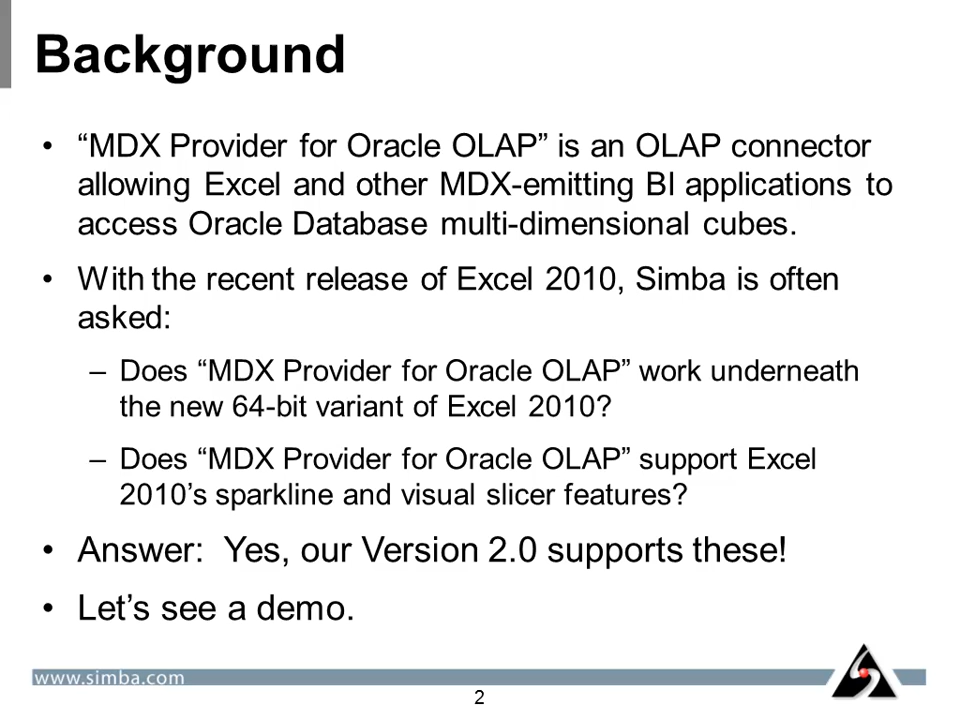 Background
• “MDX Provider for Oracle OLAP” is an OLAP connector
allowing Excel and other MDX-emitting BI applications to
access Oracle Database multi-dimensional cubes.
• With the recent release of Excel 2010, Simba is often
asked:
– Does “MDX Provider for Oracle OLAP” work underneath
the new 64-bit variant of Excel 2010?
– Does “MDX Provider for Oracle OLAP” support Excel
2010’s sparkline and visual slicer features?
• Answer:  Yes, our Version 2.0 supports these!
• Let’s see a demo.
www.simba.com
2